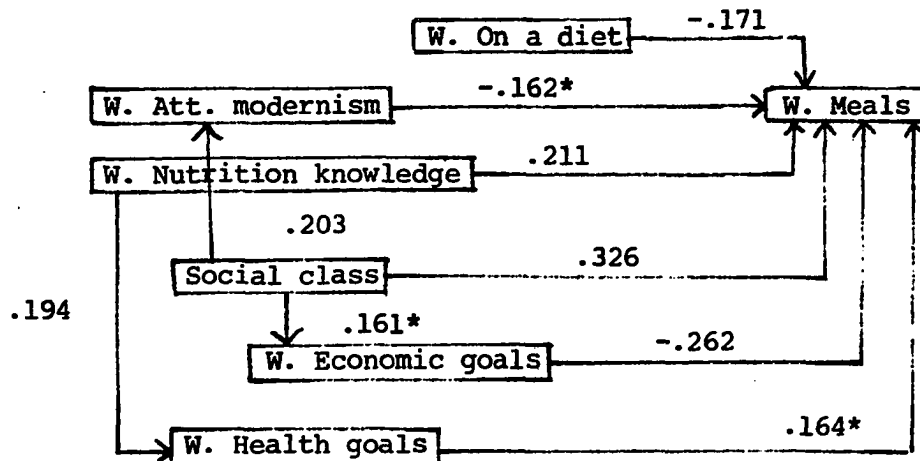 -.171
W. On a diet
-.162*
W. Att. modernism
W. Meals
.211
W. Nutrition knowledge
.203
.326
Social class
.194
.161*
-.262
W. Economic goals
.164*
W. Health goals